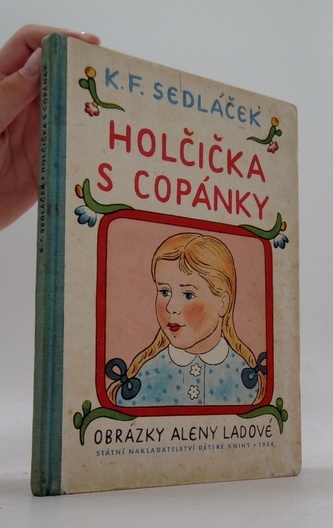 K. F. SEDLÁČEK
HOLČIČKA
S COPÁNKY
OBRÁZKY ALENY LADOVÉ
STÁTNÍ NAKLADATELSTVÍ DĚTSKÉ KNIHY • 1954
K. F. SEDLÁČEK • HOLČIČKA S COPÁNKY